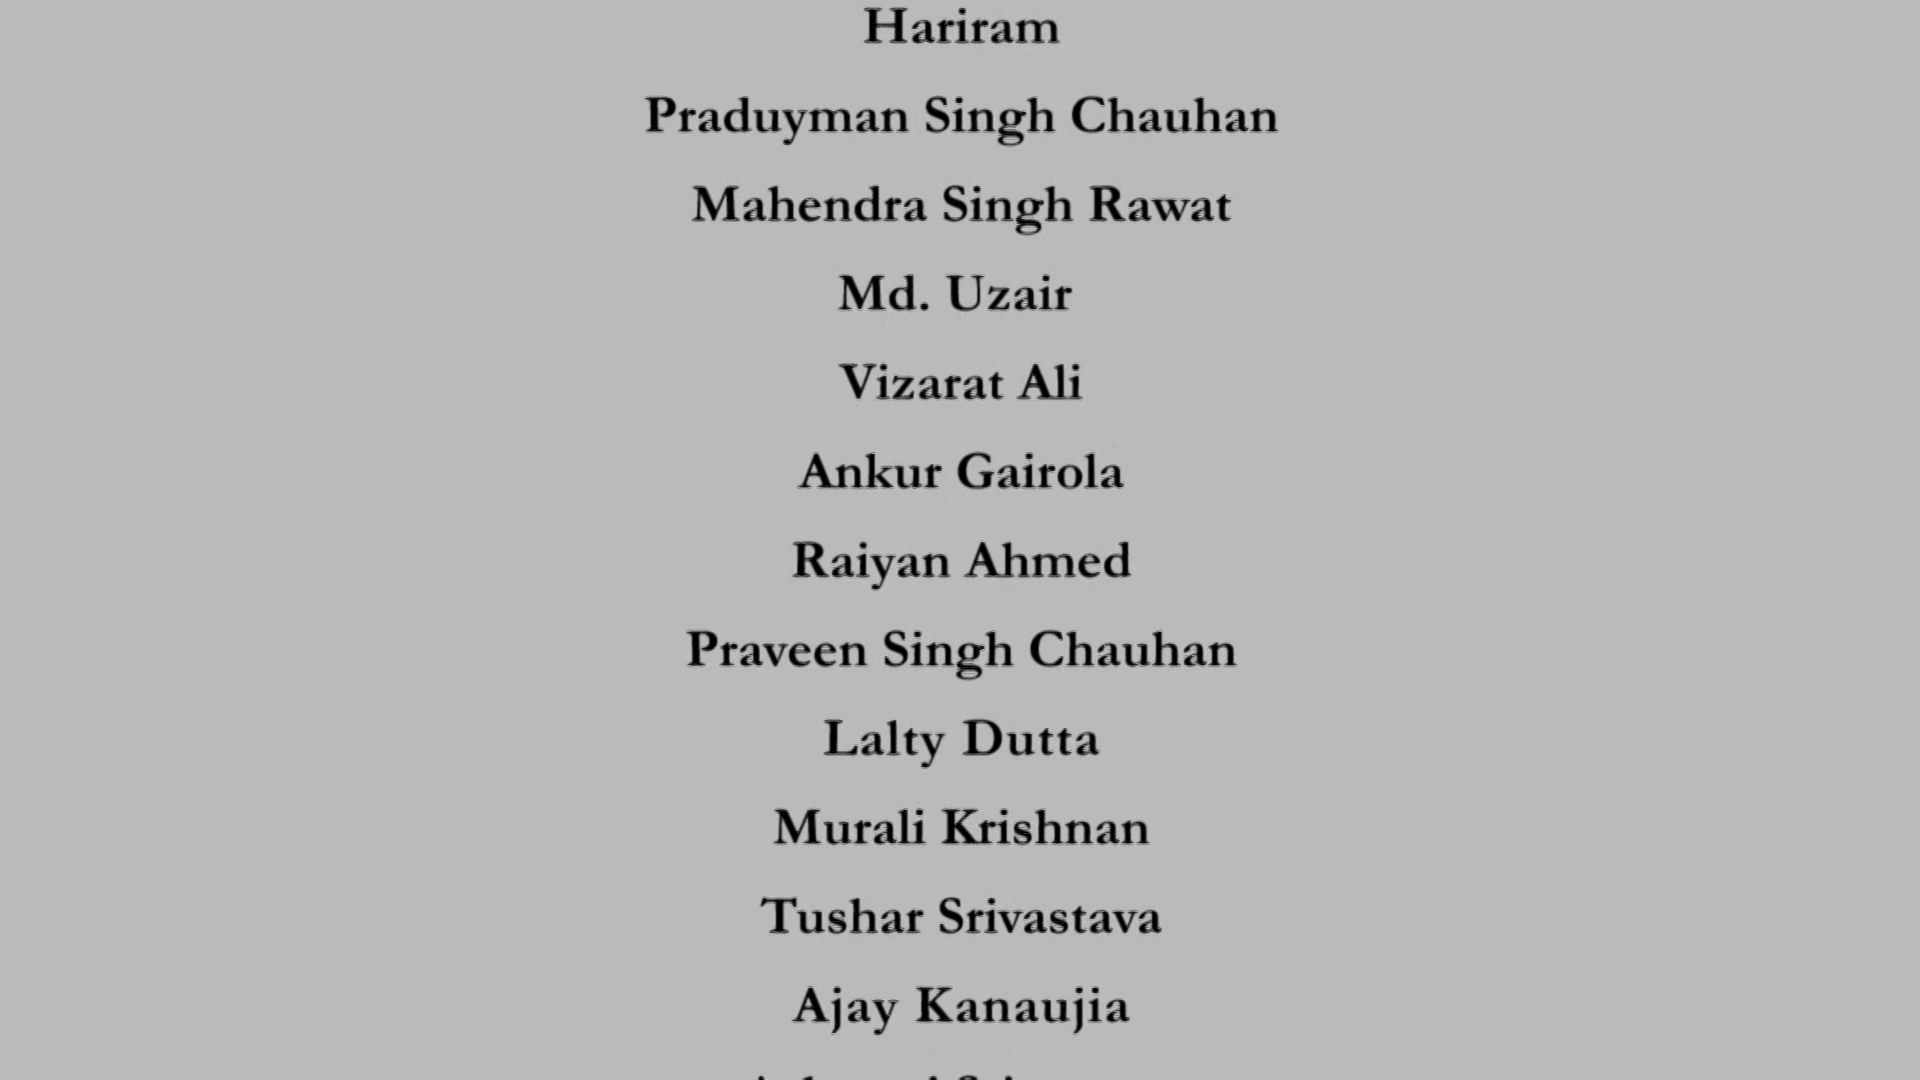 Hariram
Praduyman Singh Chauhan
Mahendra Singh Rawat
Md. Uzair
Vizarat Ali
Ankur Gairola
Raiyan Ahmed
Praveen Singh Chauhan
Lalty Dutta
Murali Krishnan
Tushar Srivastava
Ajay Kanaujia